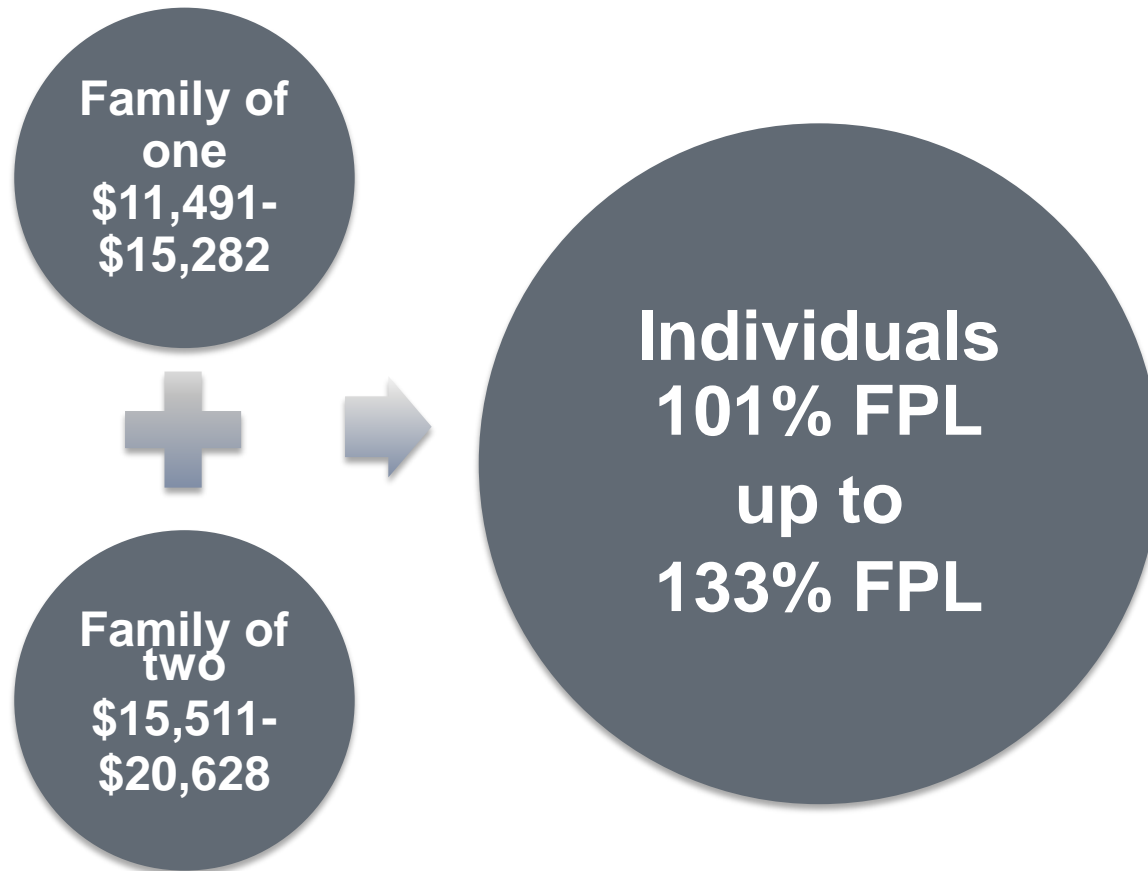 Family of
one
$11,491-
$15,282
Family of
two
$15,511-
$20,628
Individuals
101% FPL
up to
133% FPL